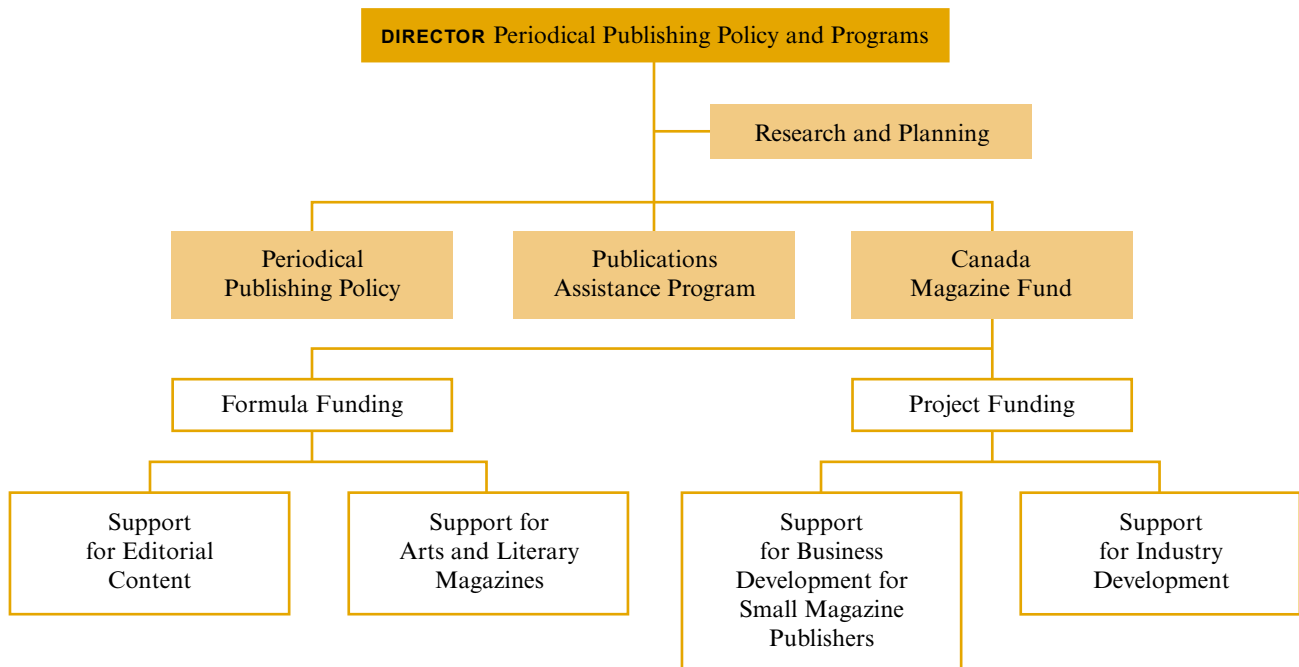 DIRECTOR Periodical Publishing Policy and Programs
Research and Planning
Periodical
Publishing Policy
Publications
Assistance Program
Canada
Magazine Fund
Formula Funding
Project Funding
Support
for Editorial
Content
Support for
Arts and Literary
Magazines
Support
for Business
Development for
Small Magazine
Publishers
Support
for Industry
Development